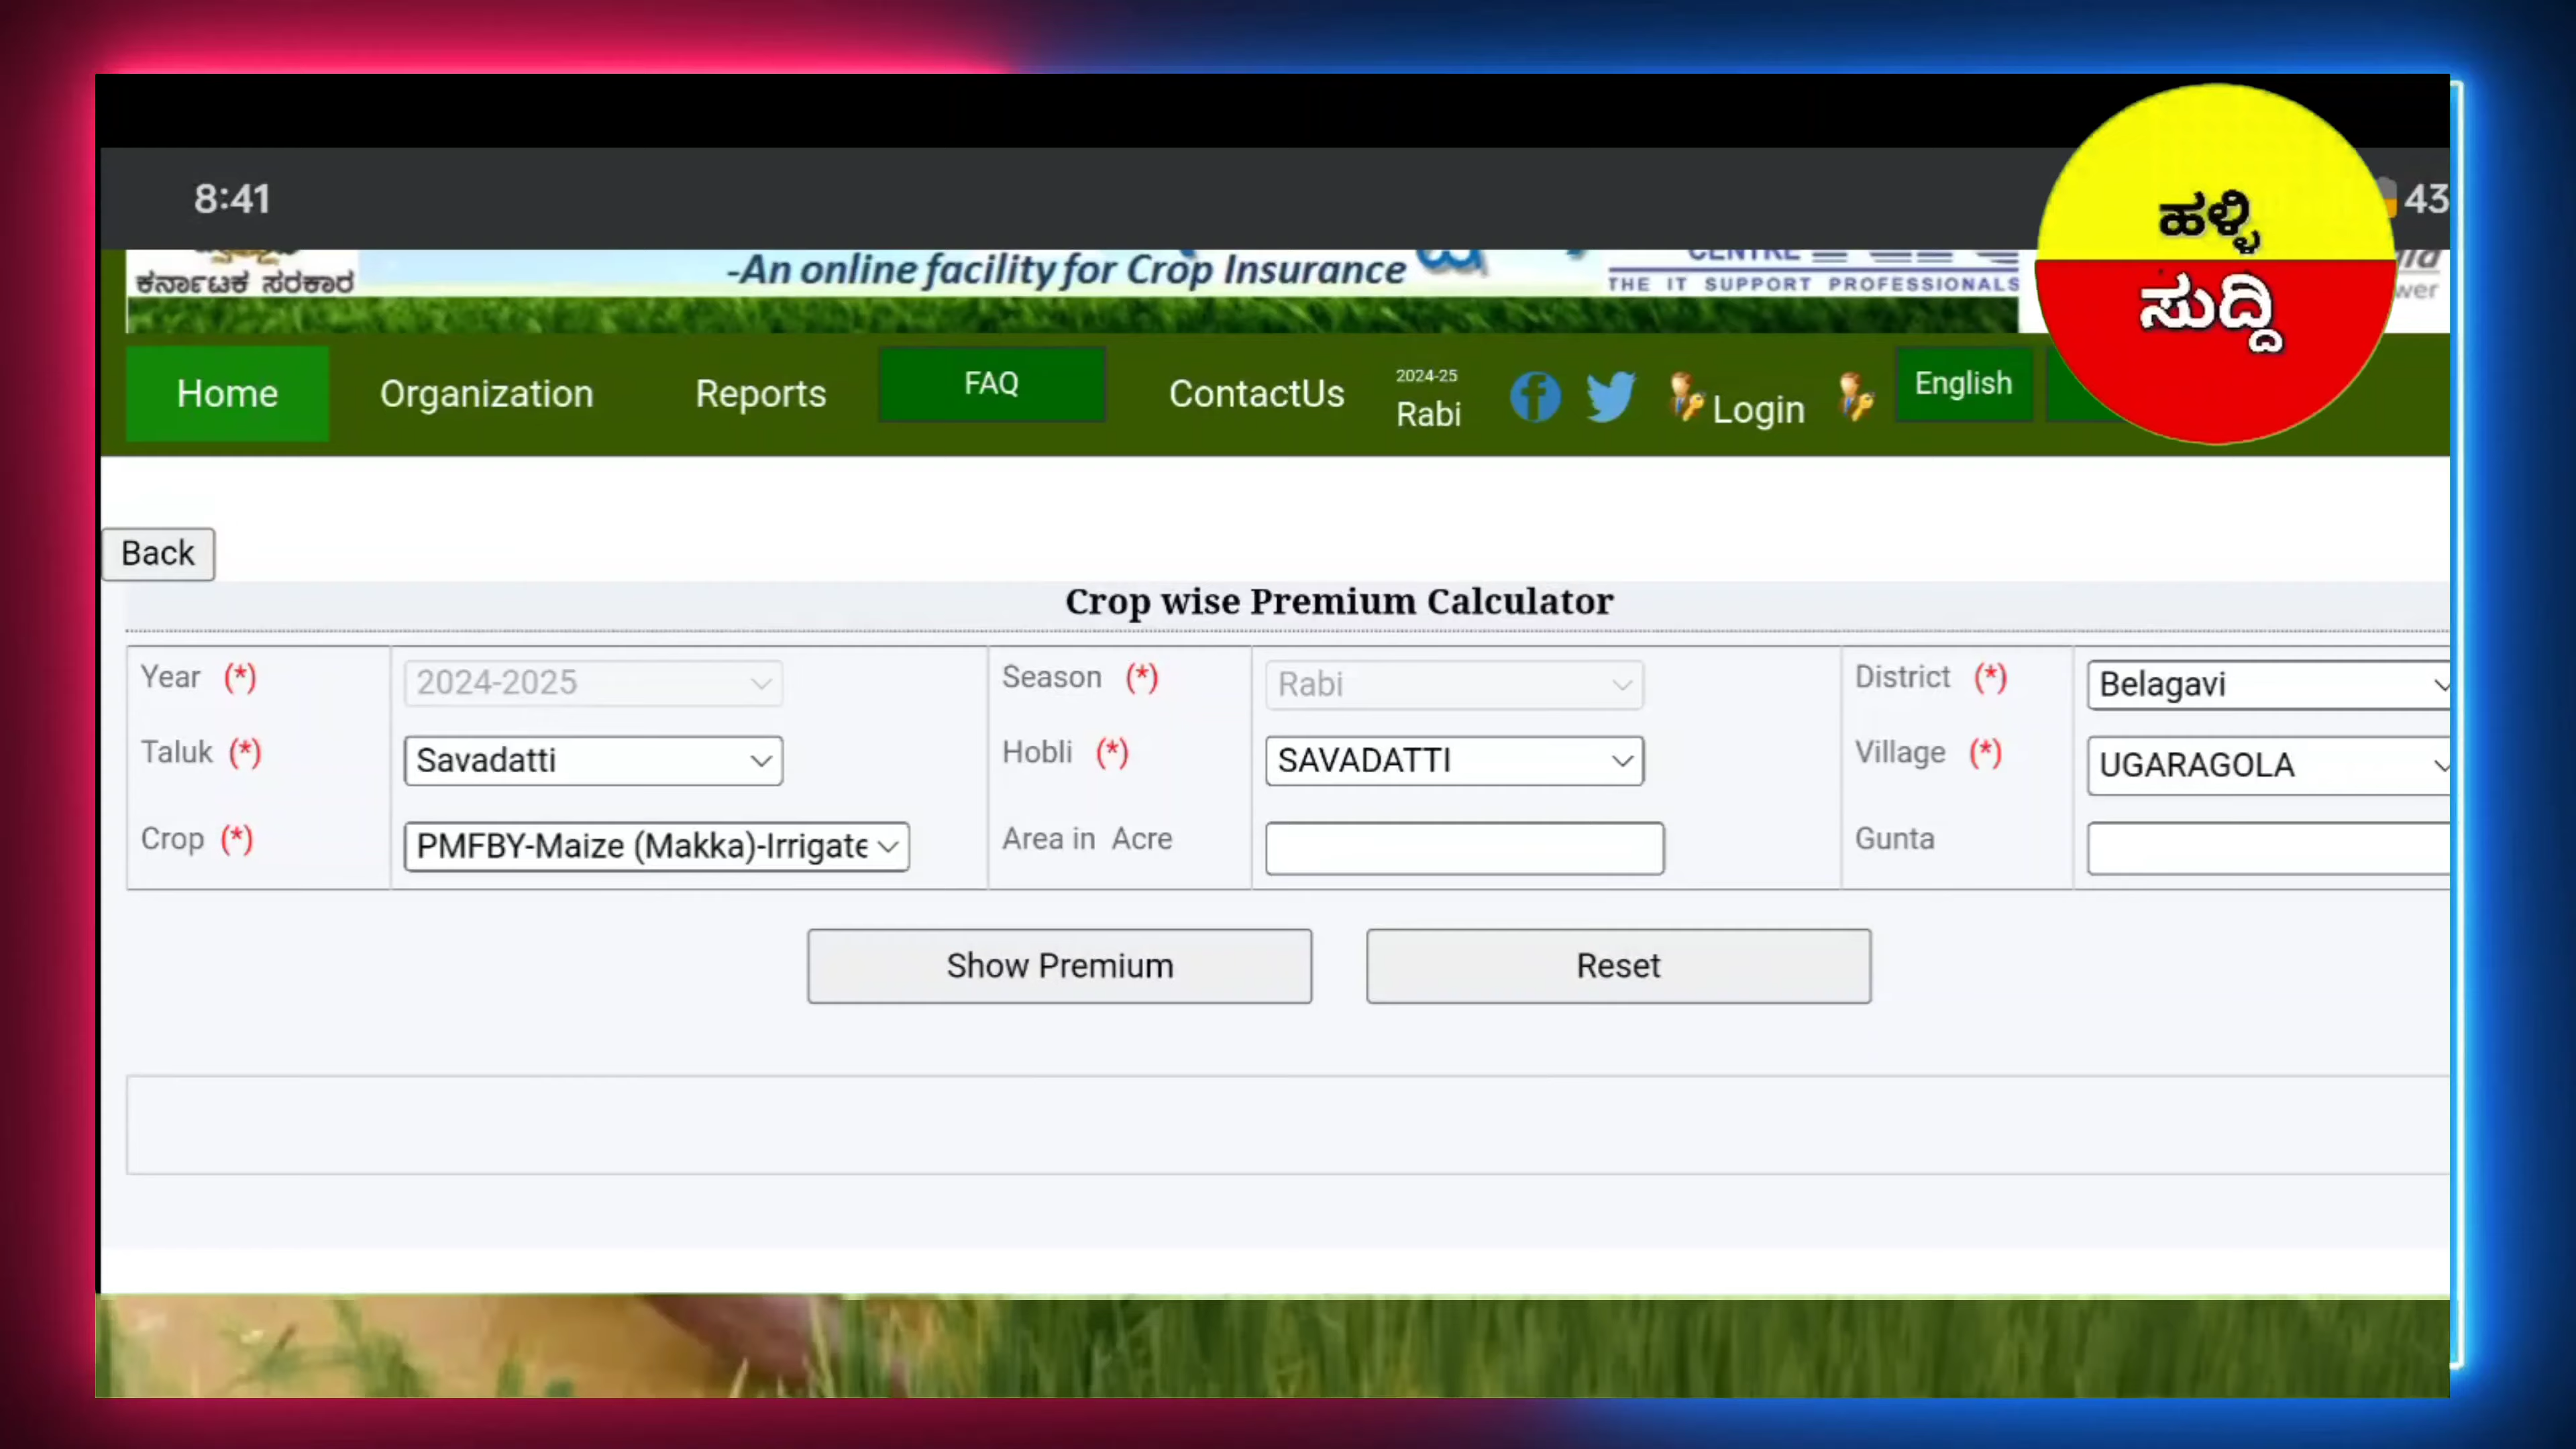 8:41
43
ಹಳ್ಳಿ
ಸುದ್ದಿ
ಕರ್ನಾಟಕ ಸರಕಾರ
-An online facility for Crop Insurance
CENTRE
THE IT SUPPORT PROFESSIONALS
Home Organization Reports FAQ ContactUs 2024-25 Rabi Login English
Back
Crop wise Premium Calculator
Year (*) 2024-2025 Season (*) Rabi District (*) Belagavi
Taluk (*) Savadatti Hobli (*) SAVADATTI Village (*) UGARAGOLA
Crop (*) PMFBY-Maize (Makka)-Irrigate Area in Acre Gunta
Show Premium Reset